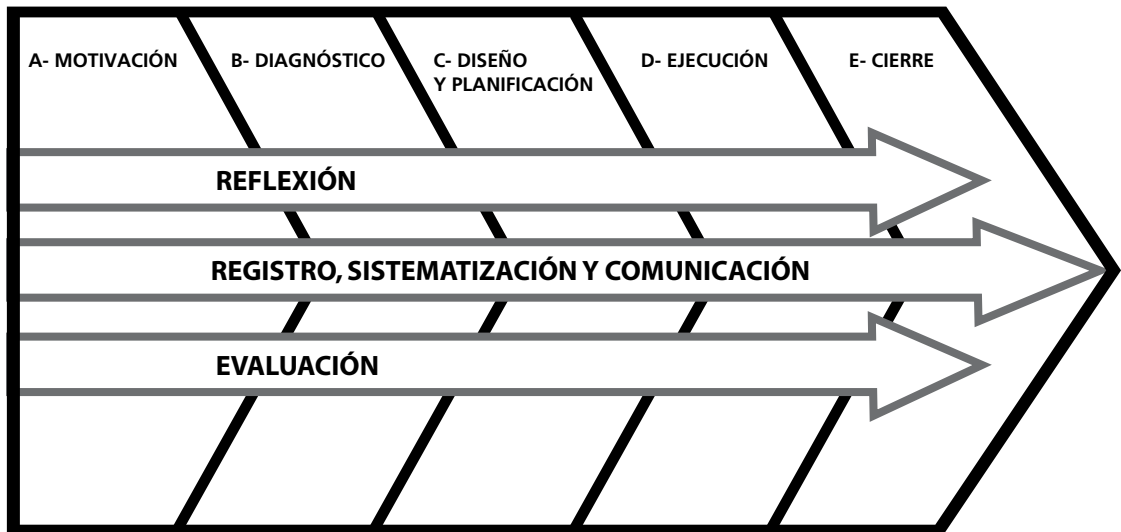 A- MOTIVACIÓN
B- DIAGNÓSTICO
C- DISEÑO
Y PLANIFICACIÓN
D- EJECUCIÓN
E- CIERRE
REFLEXIÓN
REGISTRO, SISTEMATIZACIÓN Y COMUNICACIÓN
EVALUACIÓN